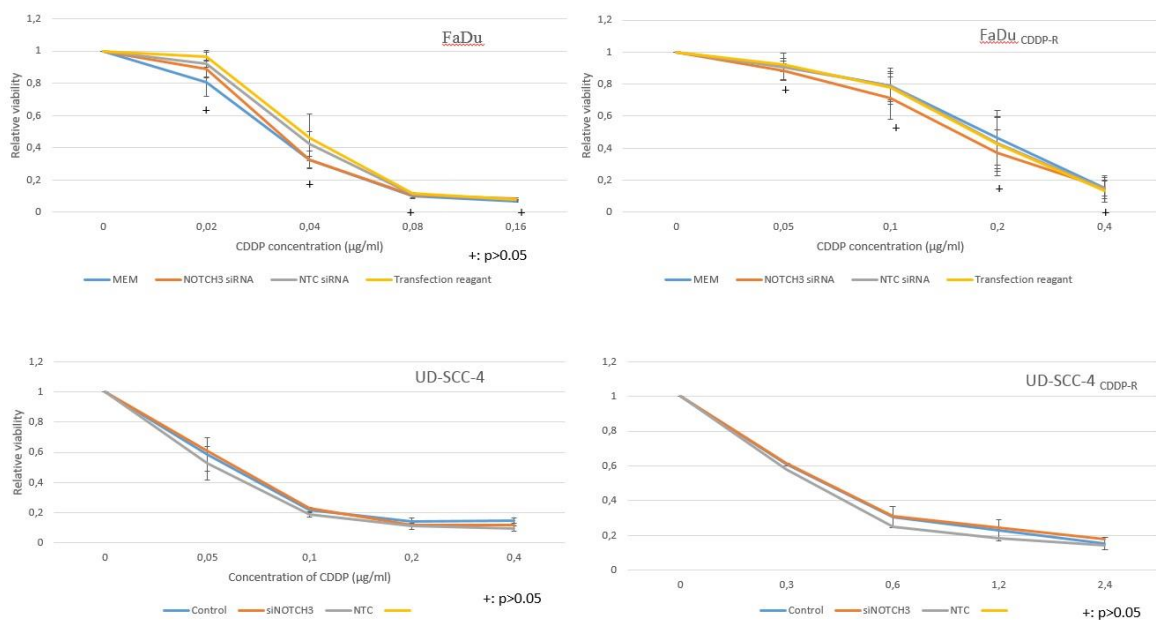 FaDu
Relative viability
1,2
1
0,8
0,6
0,4
0,2
0
+
+
+
+
0
0,02
0,04
0,08
0,16
CDDP concentration (µg/ml)
+: p>0.05
MEM NOTCH3 siRNA NTC siRNA Transfection reagant
FaDu CDDP-R
Relative viability
1,2
1
0,8
0,6
0,4
0,2
0
+
+
+
+
0
0,05
0,1
0,2
0,4
CDDP concentration (µg/ml)
+: p>0.05
MEM NOTCH3 siRNA NTC siRNA Transfection reagant
UD-SCC-4
Relative viability
1,2
1
0,8
0,6
0,4
0,2
0
0
0,05
0,1
0,2
0,4
Concentration of CDDP (µg/ml)
+: p>0.05
Control siNOTCH3 NTC
UD-SCC-4 CDDP-R
Relative viability
1,2
1
0,8
0,6
0,4
0,2
0
0
0,3
0,6
1,2
2,4
Control siNOTCH3 NTC
+: p>0.05